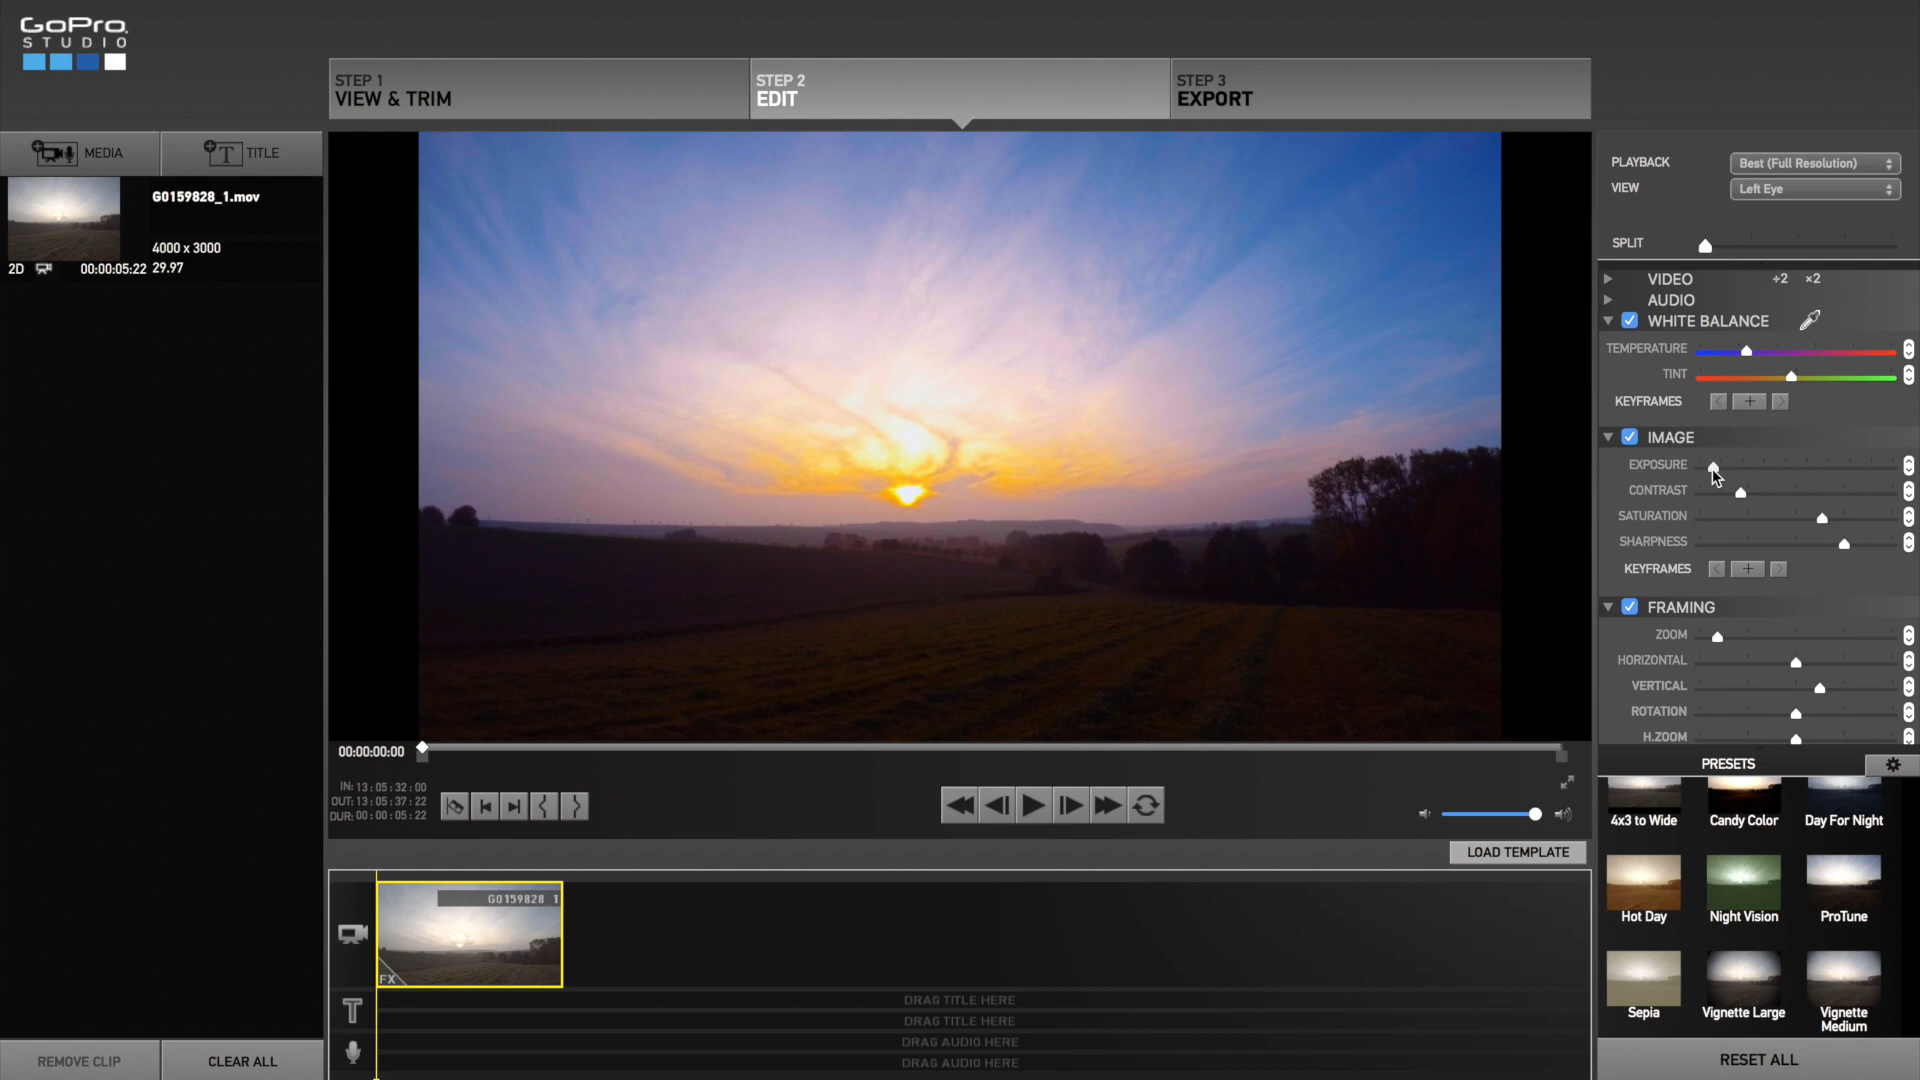 GoPro
STUDIO
STEP 1
VIEW & TRIM
STEP 2
EDIT
STEP 3
EXPORT
MEDIA
TITLE
G0159828_1.mov
4000 x 3000
2D
00:00:05:22
29.97
PLAYBACK
Best (Full Resolution)
VIEW
Left Eye
SPLIT
VIDEO
÷2
×2
AUDIO
WHITE BALANCE
TEMPERATURE
TINT
KEYFRAMES
IMAGE
EXPOSURE
CONTRAST
SATURATION
SHARPNESS
KEYFRAMES
FRAMING
ZOOM
HORIZONTAL
VERTICAL
ROTATION
H.ZOOM
00:00:00:00
IN: 13:05:32:00
OUT: 13:05:37:22
DUR: 00:00:05:22
LOAD TEMPLATE
PRESETS
4x3 to Wide
Candy Color
Day For Night
Hot Day
Night Vision
ProTune
Sepia
Vignette Large
Vignette
Medium
G0159828 1
FX
DRAG TITLE HERE
DRAG TITLE HERE
DRAG AUDIO HERE
DRAG AUDIO HERE
REMOVE CLIP
CLEAR ALL
RESET ALL